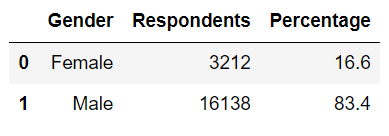 Gender Respondents Percentage
0 Female 3212 16.6
1 Male 16138 83.4